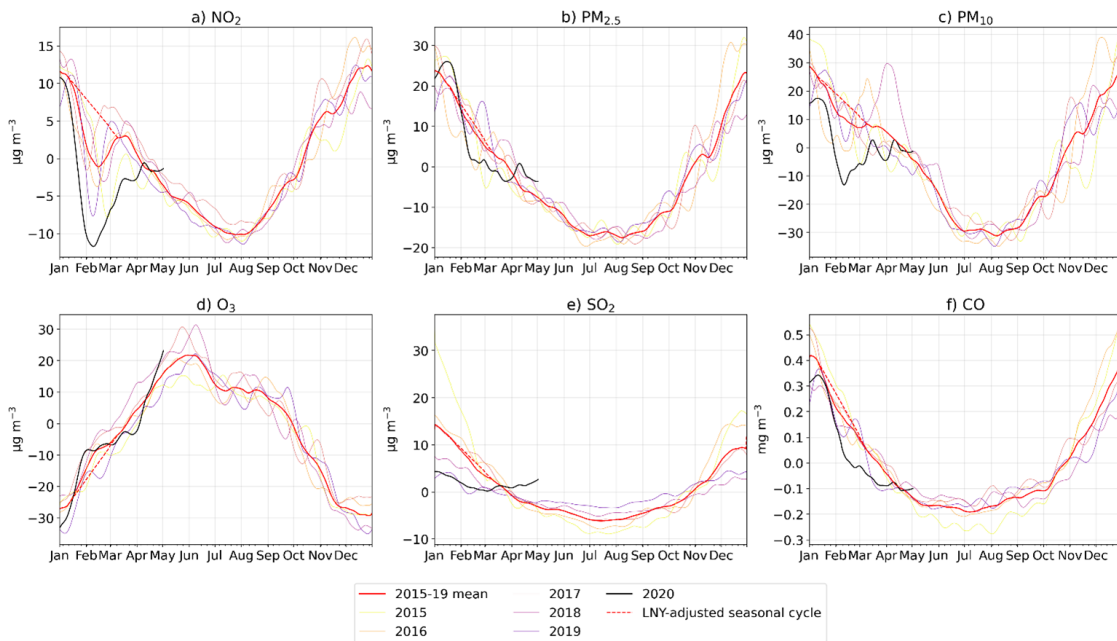 a) NO₂
b) PM₂.₅
c) PM₁₀
µg m⁻³
15
10
5
0
−5
−10
Jan Feb Mar Apr May Jun Jul Aug Sep Oct Nov Dec
µg m⁻³
30
20
10
0
−10
−20
Jan Feb Mar Apr May Jun Jul Aug Sep Oct Nov Dec
µg m⁻³
40
30
20
10
0
−10
−20
−30
Jan Feb Mar Apr May Jun Jul Aug Sep Oct Nov Dec
d) O₃
e) SO₂
f) CO
µg m⁻³
30
20
10
0
−10
−20
−30
Jan Feb Mar Apr May Jun Jul Aug Sep Oct Nov Dec
µg m⁻³
30
20
10
0
−10
Jan Feb Mar Apr May Jun Jul Aug Sep Oct Nov Dec
mg m⁻³
0.5
0.4
0.3
0.2
0.1
0.0
−0.1
−0.2
−0.3
Jan Feb Mar Apr May Jun Jul Aug Sep Oct Nov Dec
2015-19 mean
2015
2016
2017
2018
2019
2020
LNY-adjusted seasonal cycle